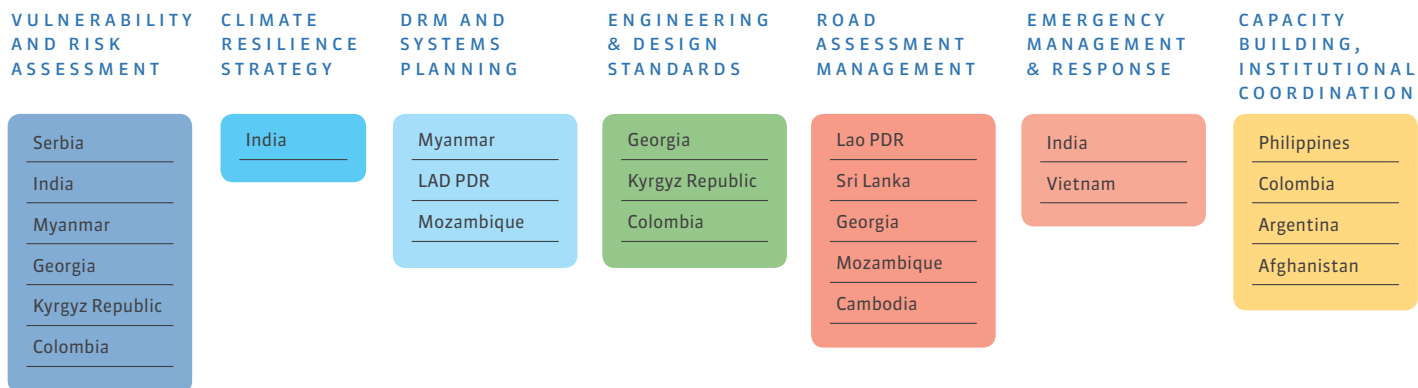 VULNERABILITY
AND RISK
ASSESSMENT
Serbia
India
Myanmar
Georgia
Kyrgyz Republic
Colombia
CLIMATE
RESILIENCE
STRATEGY
India
DRM AND
SYSTEMS
PLANNING
Myanmar
LAD PDR
Mozambique
ENGINEERING
& DESIGN
STANDARDS
Georgia
Kyrgyz Republic
Colombia
ROAD
ASSESSMENT
MANAGEMENT
Lao PDR
Sri Lanka
Georgia
Mozambique
Cambodia
EMERGENCY
MANAGEMENT
& RESPONSE
India
Vietnam
CAPACITY
BUILDING,
INSTITUTIONAL
COORDINATION
Philippines
Colombia
Argentina
Afghanistan